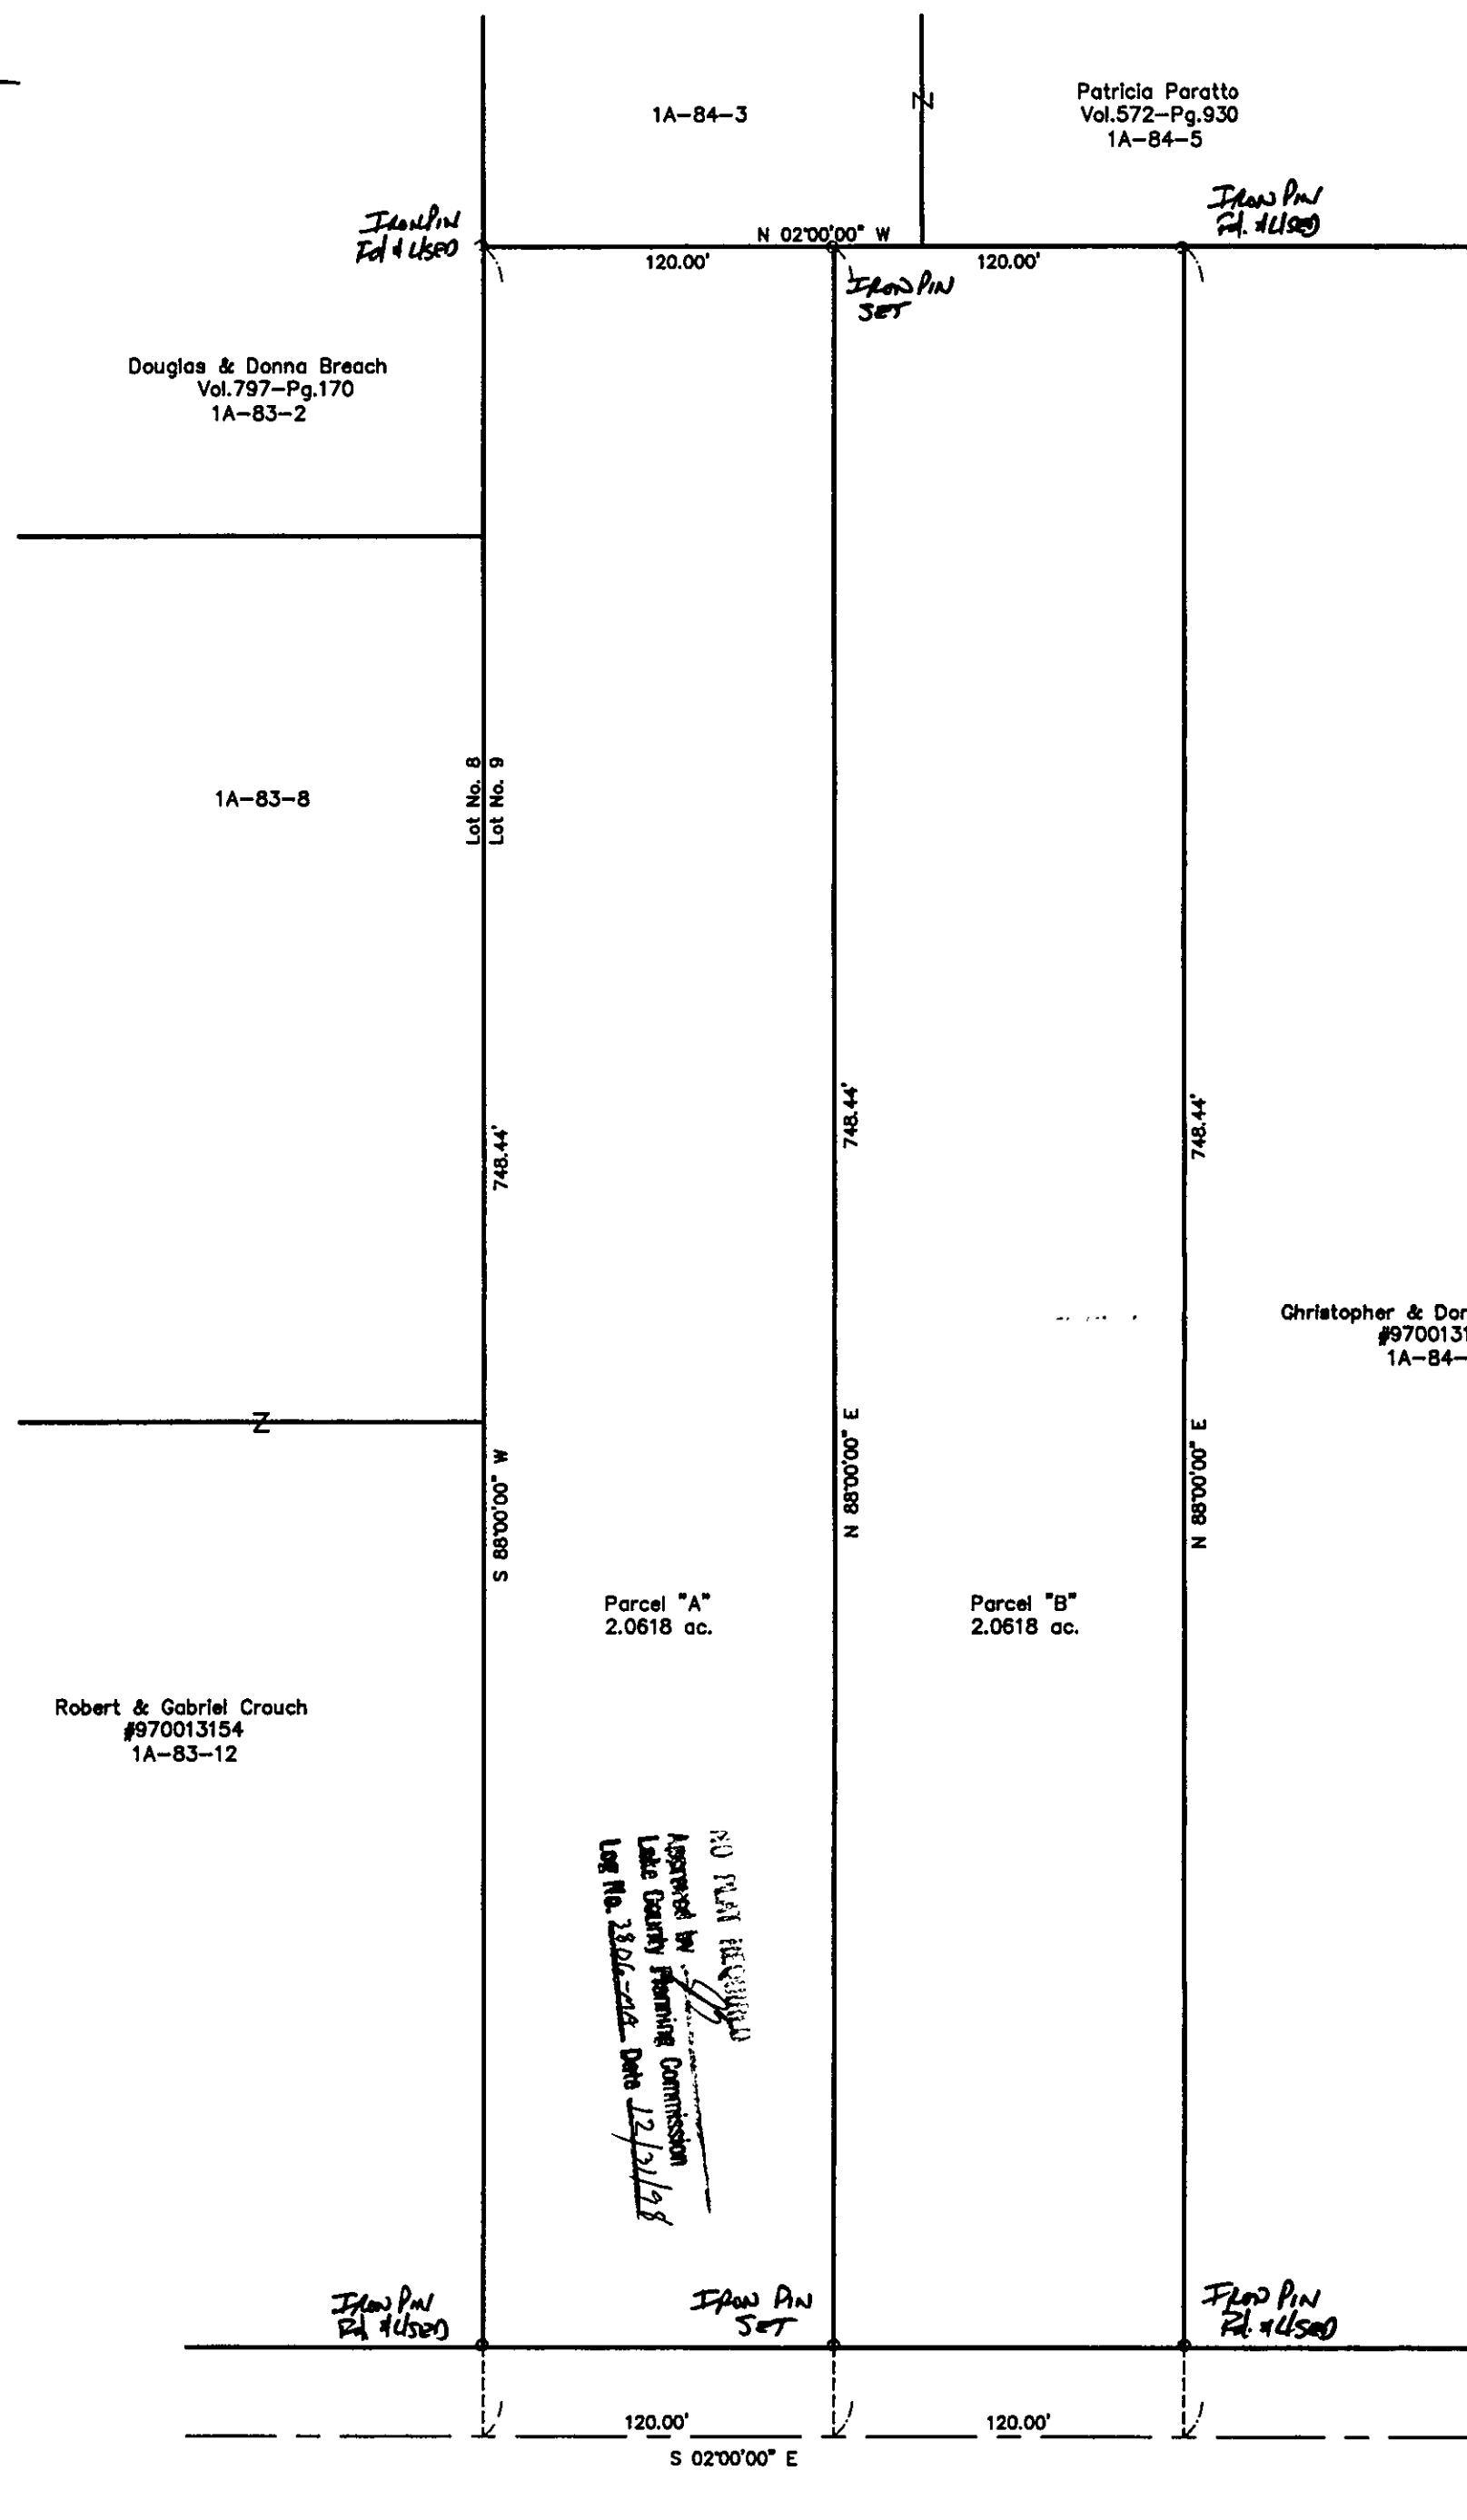 1A-84-3
Z
Patricia Paratto
Vol.572-Pg.930
1A-84-5
IRON PIN
Fd & USED
N 02°00'00" W
IRON PIN
Fd. & USED
120.00'
120.00'
IRON PIN
SET
Douglas & Donna Breach
Vol.797-Pg.170
1A-83-2
Lot No. 8
Lot No. 9
1A-83-8
748.44'
748.44'
748.44'
Christopher & Don
#9700131
1A-84-
Z
S 88°00'00" W
N 88°00'00" E
N 88°00'00" E
Parcel "A"
2.0618 ac.
Parcel "B"
2.0618 ac.
Robert & Gabriel Crouch
#970013154
1A-83-12
NO PLAT REQUIRED
Approved by
Lake County Planning Commission
Log No. Date 12/31/98
IRON PIN
Fd. & USED
IRON PIN
SET
IRON PIN
Fd. & USED
120.00'
120.00'
S 02°00'00" E